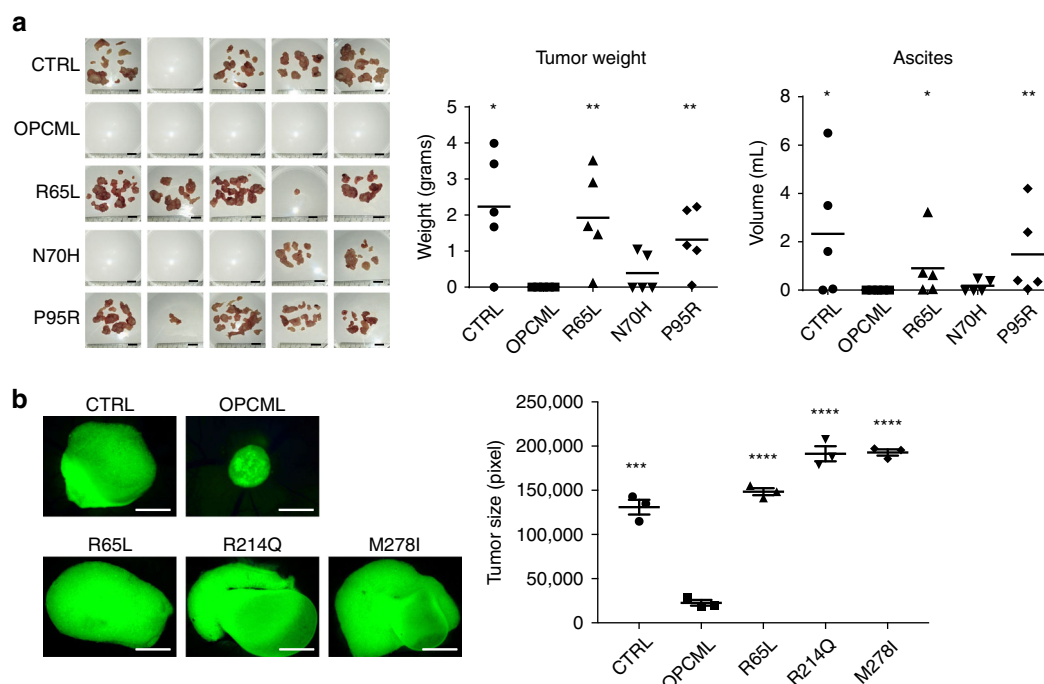 a
CTRL
OPCML
R65L
N70H
P95R
Tumor weight
Weight (grams)
5
4
3
2
1
0
* ** **
CTRL
OPCML
R65L
N70H
P95R
Ascites
Volume (mL)
8
6
4
2
0
* * **
CTRL
OPCML
R65L
N70H
P95R
b
CTRL OPCML
R65L R214Q M278I
Tumor size (pixel)
250,000
200,000
150,000
100,000
50,000
0
*** **** **** ****
CTRL
OPCML
R65L
R214Q
M278I